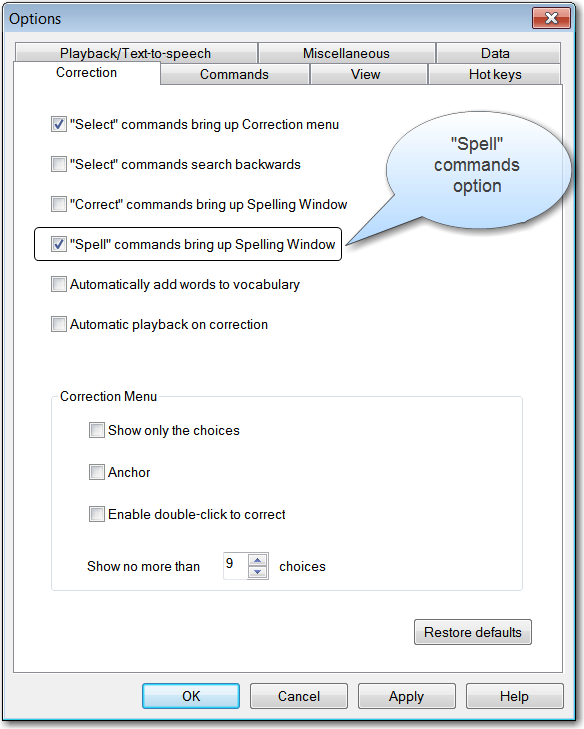 Options
Playback/Text-to-speech
Miscellaneous
Data
Correction
Commands
View
Hot keys
"Select" commands bring up Correction menu
"Select" commands search backwards
"Correct" commands bring up Spelling Window
"Spell" commands bring up Spelling Window
Automatically add words to vocabulary
Automatic playback on correction
"Spell"
commands
option
Correction Menu
Show only the choices
Anchor
Enable double-click to correct
Show no more than 9 choices
Restore defaults
OK
Cancel
Apply
Help